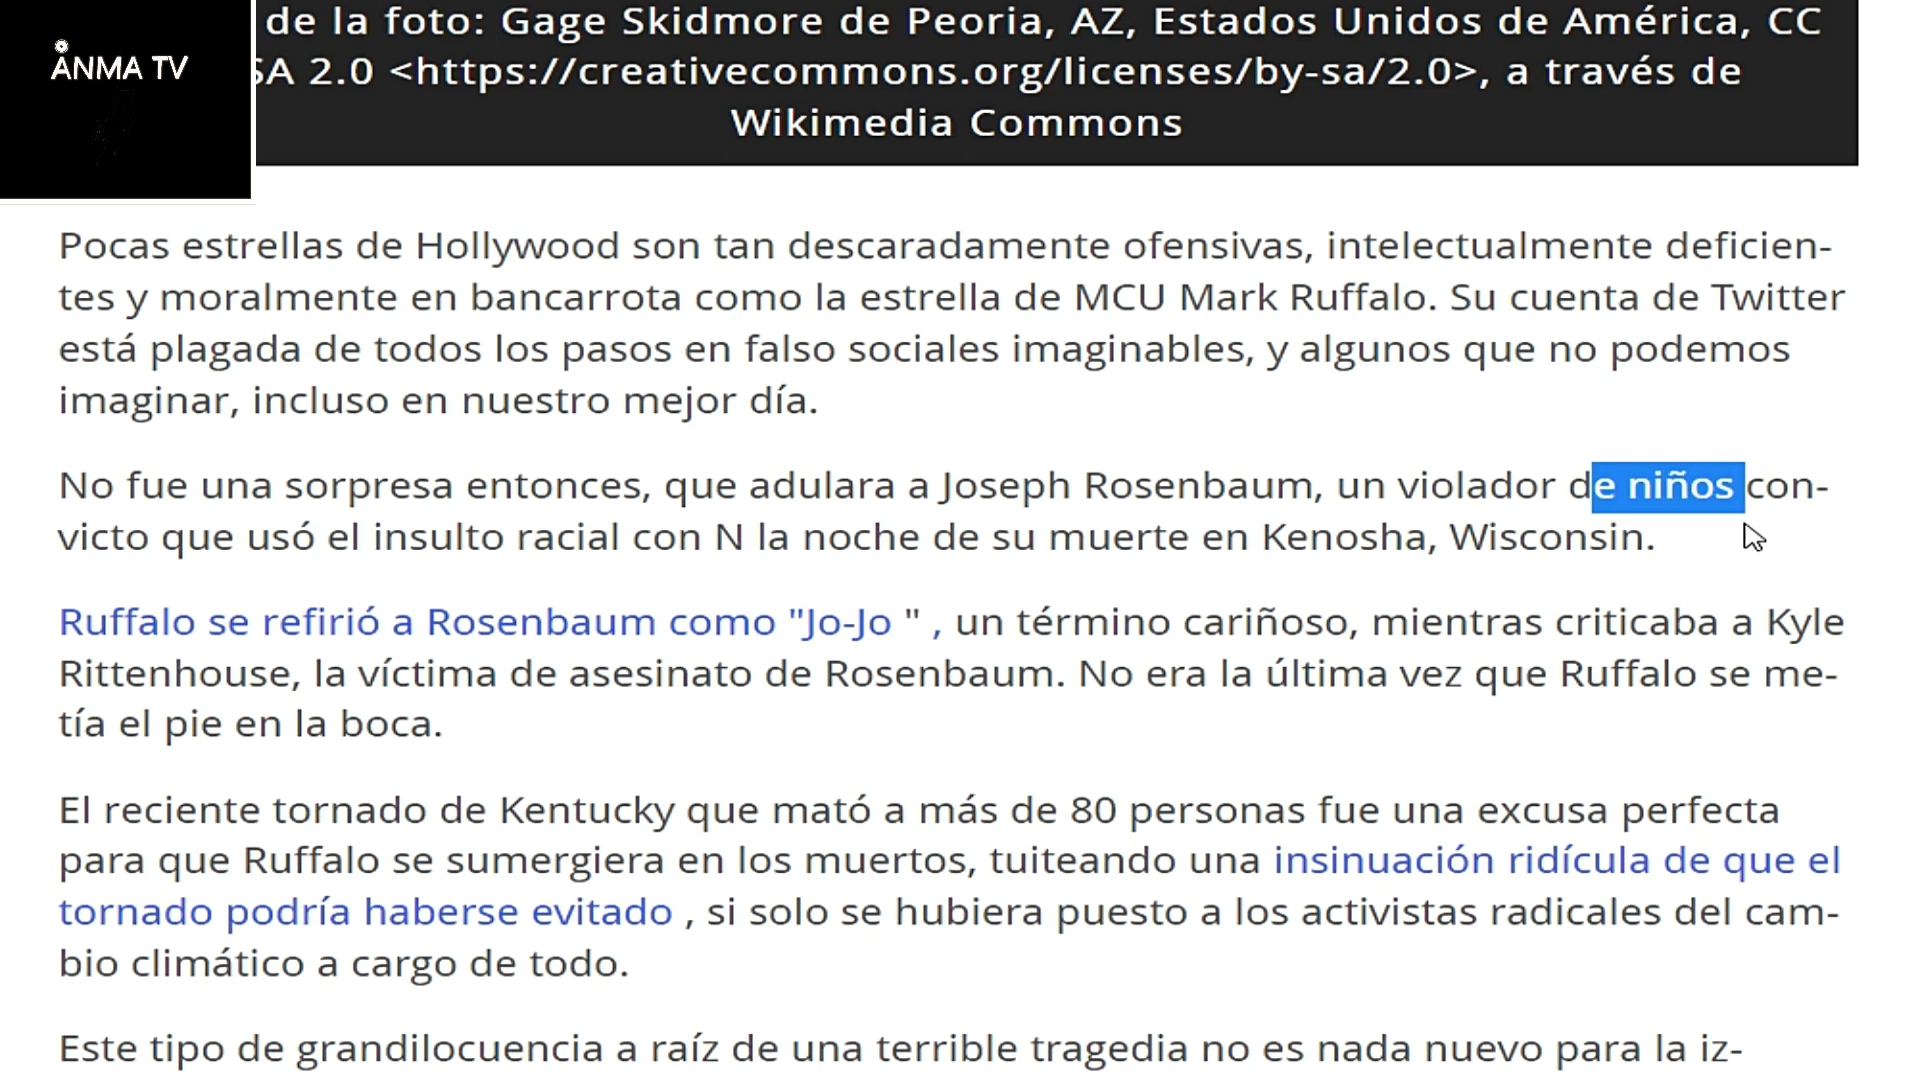 ÅNMA TV
de la foto: Gage Skidmore de Peoria, AZ, Estados Unidos de América, CC
SA 2.0 <https://creativecommons.org/licenses/by-sa/2.0>, a través de
Wikimedia Commons
Pocas estrellas de Hollywood son tan descaradamente ofensivas, intelectualmente deficien-
tes y moralmente en bancarrota como la estrella de MCU Mark Ruffalo. Su cuenta de Twitter
está plagada de todos los pasos en falso sociales imaginables, y algunos que no podemos
imaginar, incluso en nuestro mejor día.
No fue una sorpresa entonces, que adulara a Joseph Rosenbaum, un violador de niños con-
victo que usó el insulto racial con N la noche de su muerte en Kenosha, Wisconsin.
Ruffalo se refirió a Rosenbaum como "Jo-Jo " , un término cariñoso, mientras criticaba a Kyle
Rittenhouse, la víctima de asesinato de Rosenbaum. No era la última vez que Ruffalo se me-
tía el pie en la boca.
El reciente tornado de Kentucky que mató a más de 80 personas fue una excusa perfecta
para que Ruffalo se sumergiera en los muertos, tuiteando una insinuación ridícula de que el
tornado podría haberse evitado , si solo se hubiera puesto a los activistas radicales del cam-
bio climático a cargo de todo.
Este tipo de grandilocuencia a raíz de una terrible tragedia no es nada nuevo para la iz-